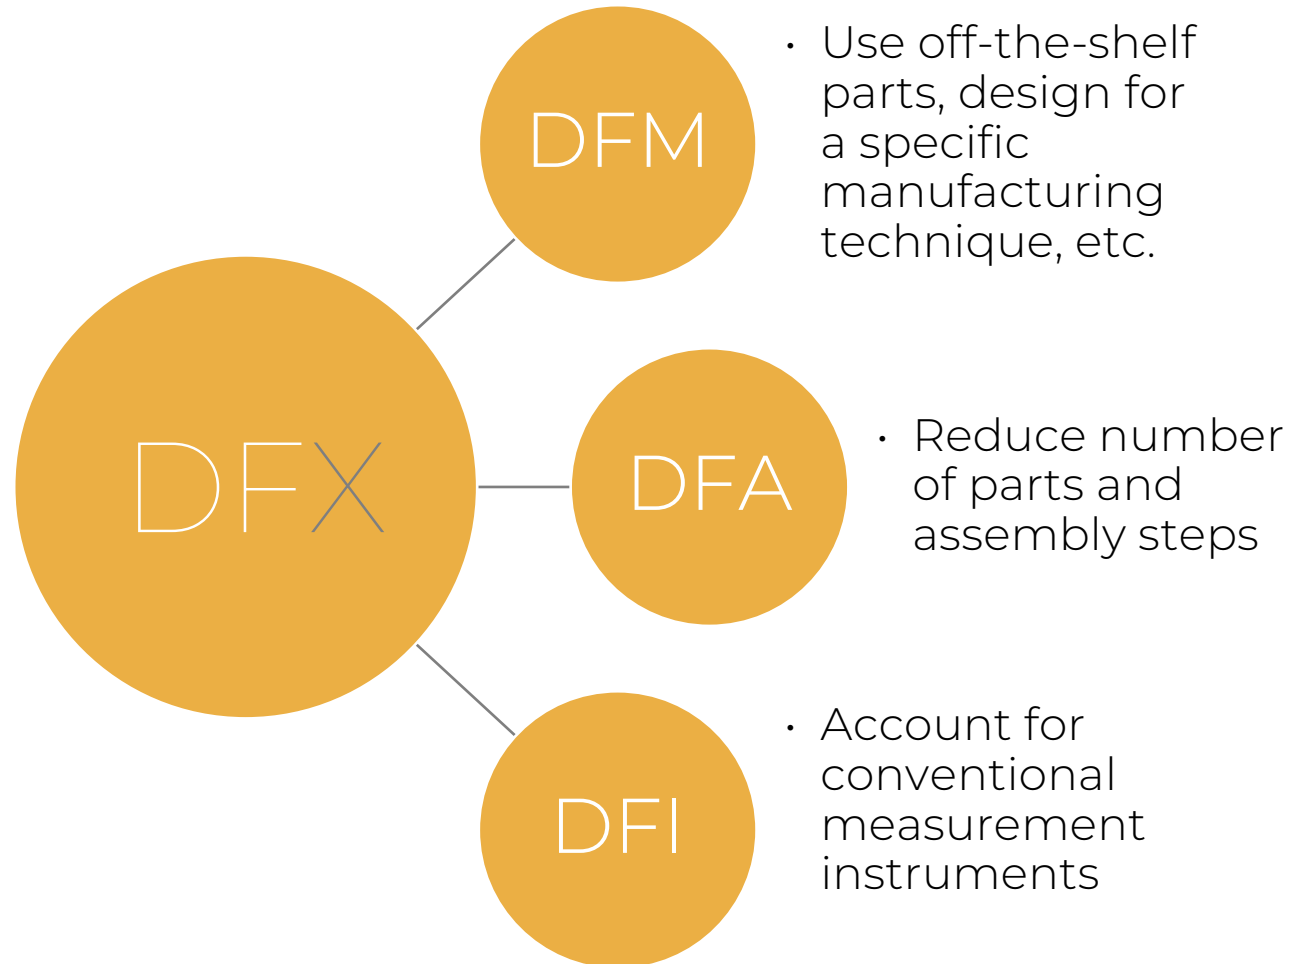 DFX
DFM
· Use off-the-shelf
parts, design for
a specific
manufacturing
technique, etc.
DFA
· Reduce number
of parts and
assembly steps
DFI
· Account for
conventional
measurement
instruments